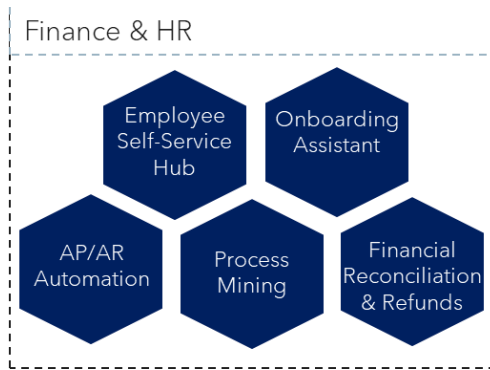 Finance & HR
Employee
Self-Service
Hub
Onboarding
Assistant
AP/AR
Automation
Process
Mining
Financial
Reconciliation
& Refunds